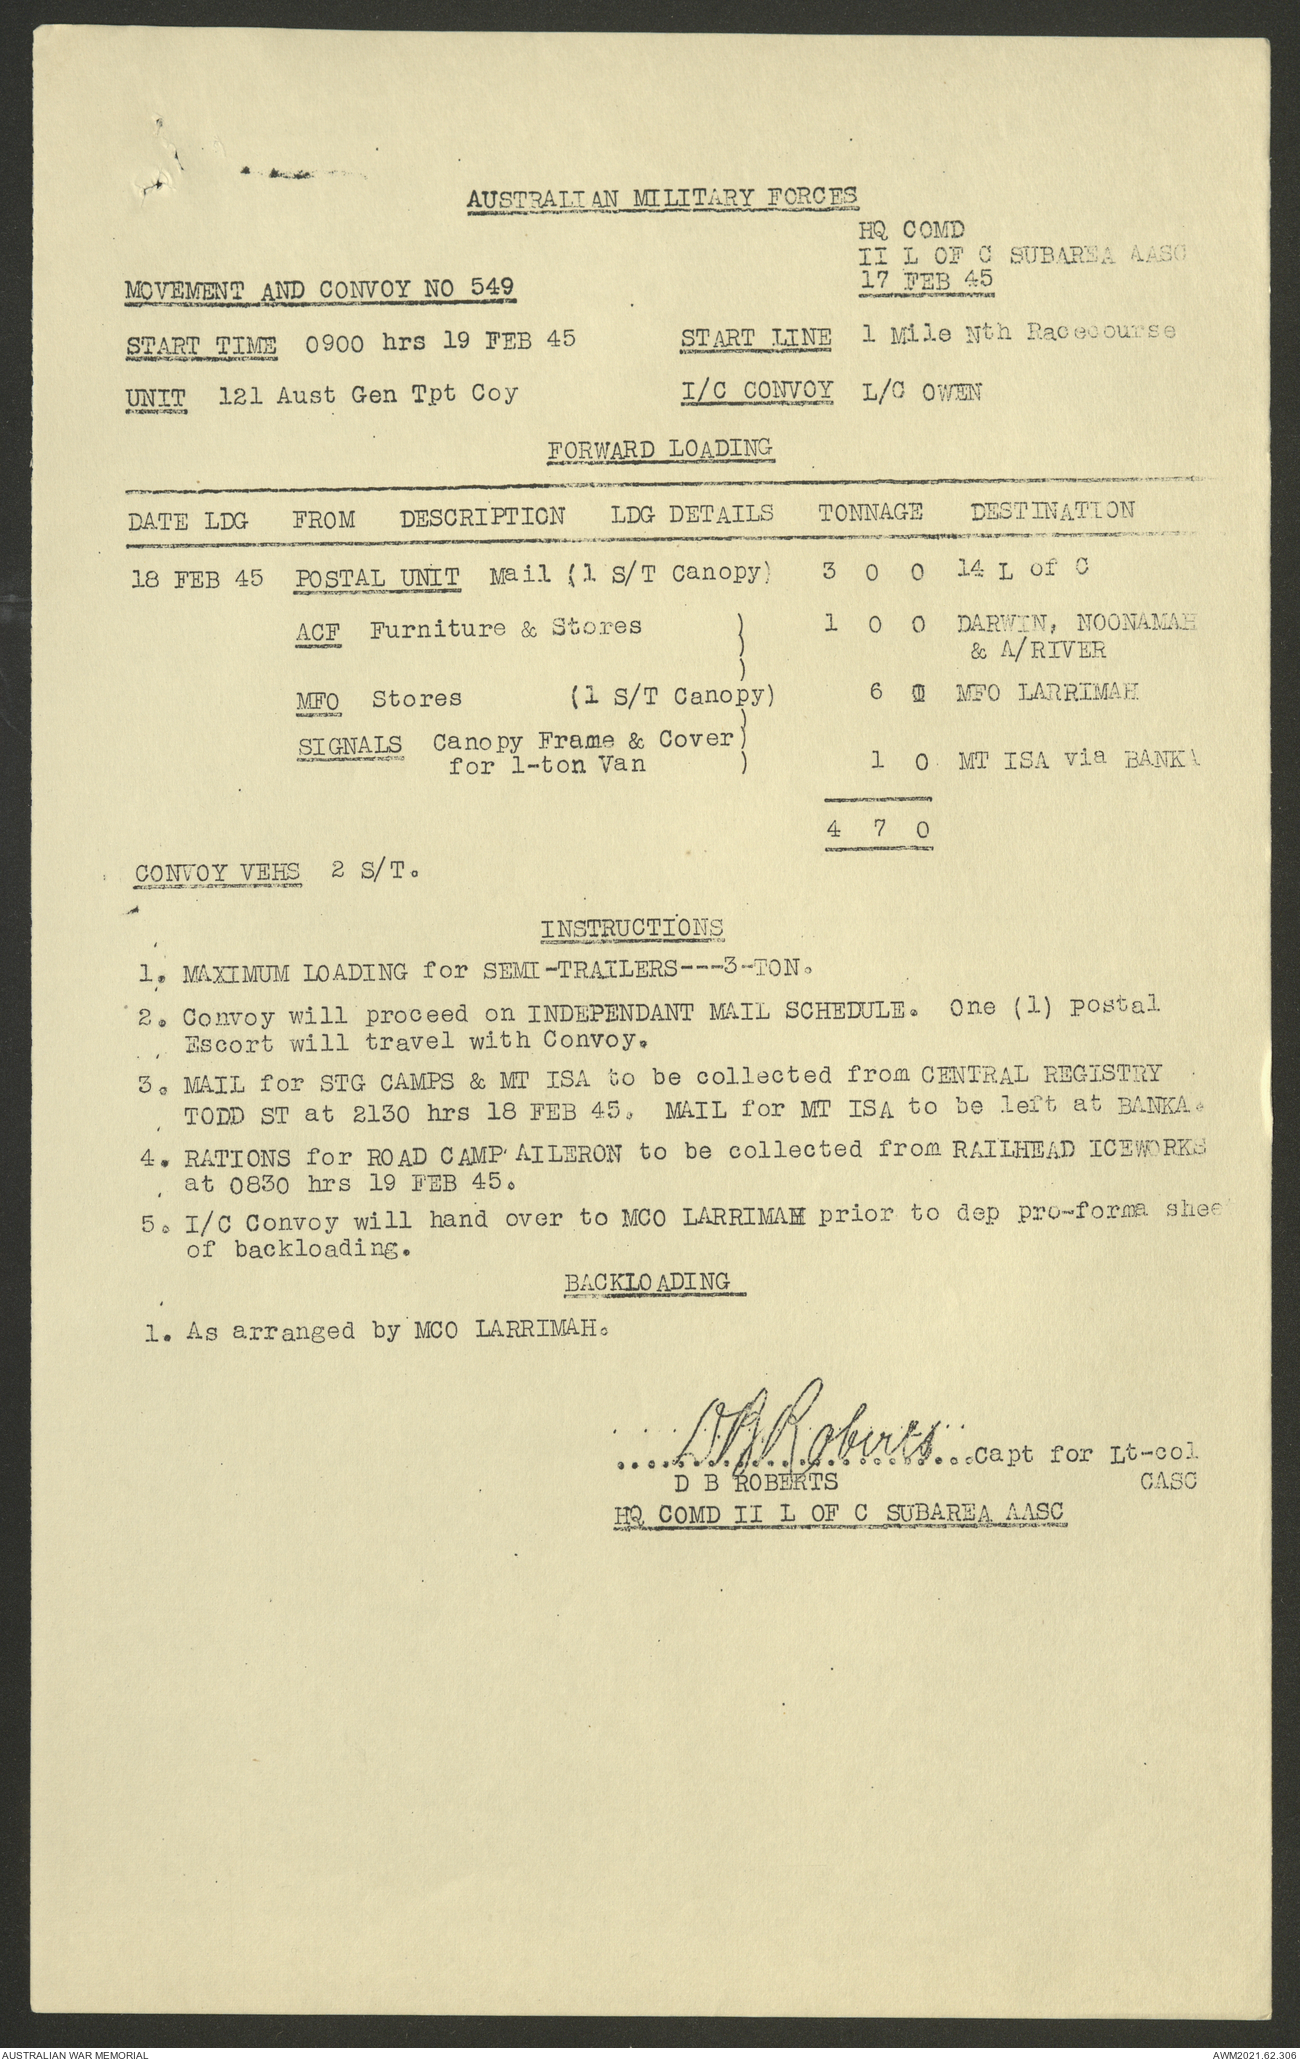 AUSTRALIAN MILITARY FORCES
HQ COMD
II L OF C SUBAREA AASC
17 FEB 45
MOVEMENT AND CONVOY NO 549
START TIME 0900 hrs 19 FEB 45 START LINE 1 Mile Nth Racecourse
UNIT 121 Aust Gen Tpt Coy I/C CONVOY L/C OWEN
FORWARD LOADING
DATE LDG FROM DESCRIPTION LDG DETAILS TONNAGE DESTINATION
18 FEB 45 POSTAL UNIT Mail (1 S/T Canopy) 3 0 0 14 L of C
ACF Furniture & Stores ) 1 0 0 DARWIN, NOONAMAH
) & A/RIVER
MFO Stores (1 S/T Canopy) 6 0 MFO LARRIMAH
SIGNALS Canopy Frame & Cover)
for 1-ton Van ) 1 0 MT ISA via BANKA
4 7 0
CONVOY VEHS 2 S/T.
INSTRUCTIONS
1. MAXIMUM LOADING for SEMI-TRAILERS---3-TON.
2. Convoy will proceed on INDEPENDANT MAIL SCHEDULE. One (1) postal
Escort will travel with Convoy.
3. MAIL for STG CAMPS & MT ISA to be collected from CENTRAL REGISTRY
TODD ST at 2130 hrs 18 FEB 45. MAIL for MT ISA to be left at BANKA.
4. RATIONS for ROAD CAMP AILERON to be collected from RAILHEAD ICEWORKS
at 0830 hrs 19 FEB 45.
5. I/C Convoy will hand over to MCO LARRIMAH prior to dep pro-forma shee
of backloading.
BACKLOADING
1. As arranged by MCO LARRIMAH.
D B Roberts
........................Capt for Lt-col
D B ROBERTS CASC
HQ COMD II L OF C SUBAREA AASC
AUSTRALIAN WAR MEMORIAL AWM2021.62.306